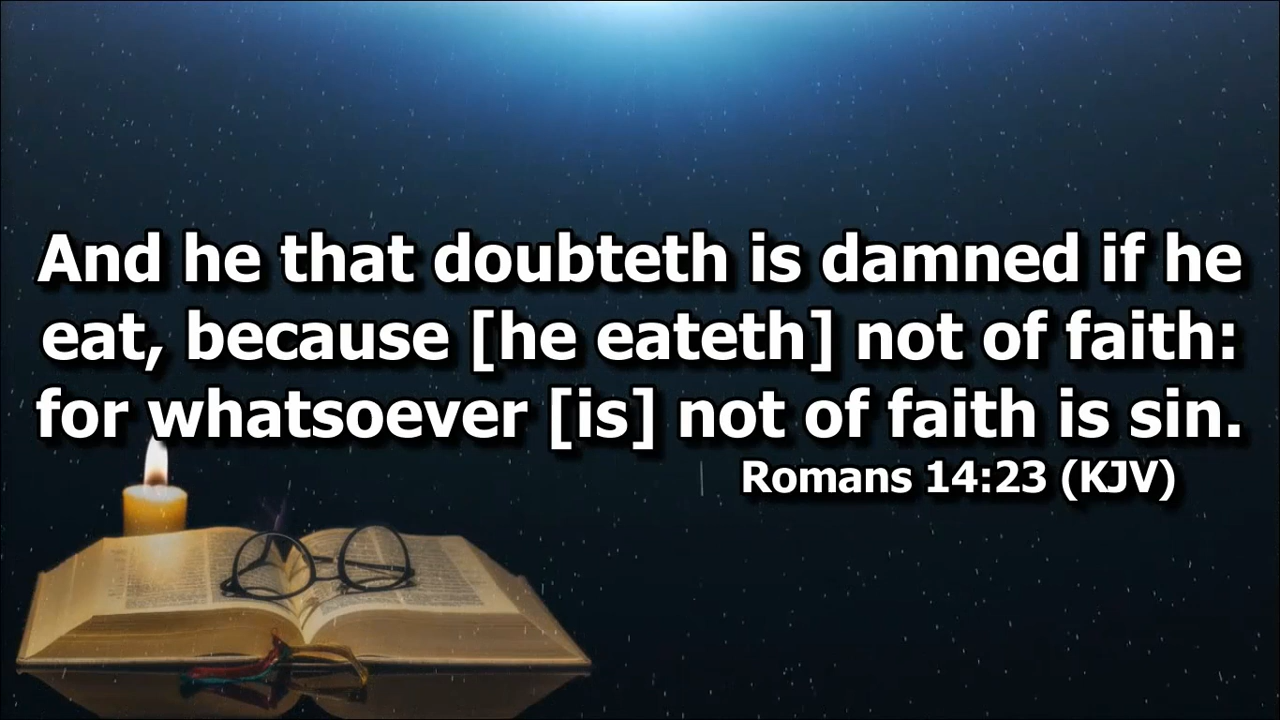 And he that doubteth is damned if he
eat, because [he eateth] not of faith:
for whatsoever [is] not of faith is sin.
Romans 14:23 (KJV)